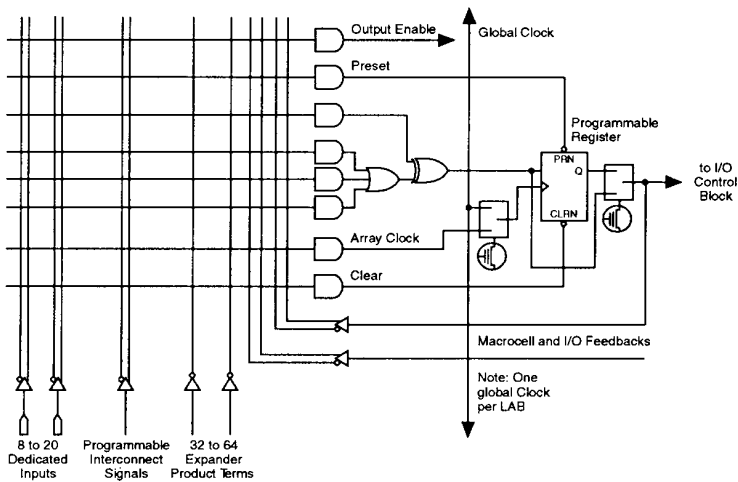 Output Enable
Global Clock
Preset
Programmable
Register
PRN
Q
to I/O
Control
Block
CLRN
Array Clock
Clear
Macrocell and I/O Feedbacks
Note: One
global Clock
per LAB
8 to 20
Dedicated
Inputs
Programmable
Interconnect
Signals
32 to 64
Expander
Product Terms